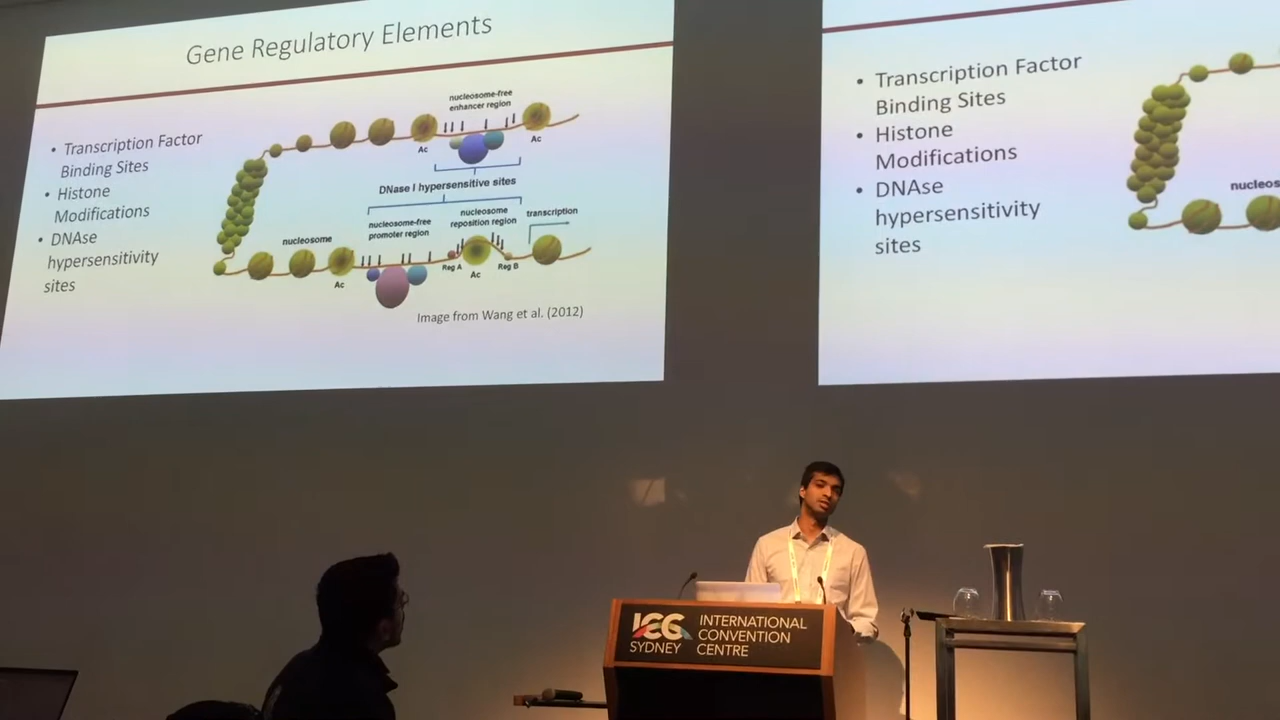 Gene Regulatory Elements
• Transcription Factor
Binding Sites
• Histone
Modifications
• DNAse
hypersensitivity
sites
nucleosome-free
enhancer region
Ac
Ac
DNase I hypersensitive sites
nucleosome-free
promoter region
nucleosome
reposition region
transcription
nucleosome
Ac
Reg A
Ac
Reg B
Image from Wang et al. (2012)
• Transcription Factor
Binding Sites
• Histone
Modifications
• DNAse
hypersensitivity
sites
nucleos
ICC
SYDNEY
INTERNATIONAL
CONVENTION
CENTRE